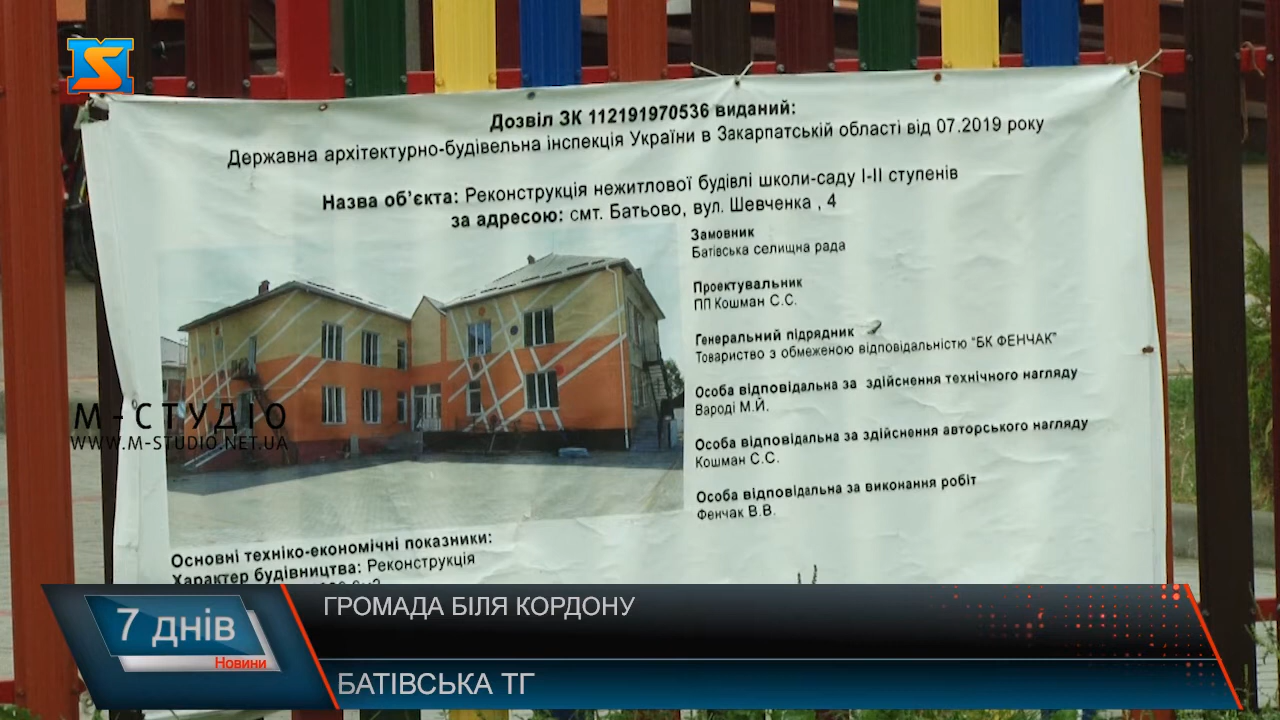 Дозвіл ЗК 112191970536 виданий:
Державна архітектурно-будівельна інспекція України в Закарпатській області від 07.2019 року
Назва об'єкта: Реконструкція нежитлової будівлі школи-саду І-ІІ ступенів
за адресою: смт. Батьово, вул. Шевченка , 4
Замовник
Батівська селищна рада
Проектувальник
ПП Кошман С.С.
Генеральний підрядник
Товариство з обмеженою відповідальністю "БК ФЕНЧАК"
Особа відповідальна за здійснення технічного нагляду
Вароді М.Й.
Особа відповідальна за здійснення авторського нагляду
Кошман С.С.
Особа відповідальна за виконання робіт
Фенчак В.В.
М-СТУДІО
WWW.M-STUDIO.NET.UA
Основні техніко-економічні показники:
Характер будівництва: Реконструкція
7 днів
Новини
ГРОМАДА БІЛЯ КОРДОНУ
БАТІВСЬКА ТГ